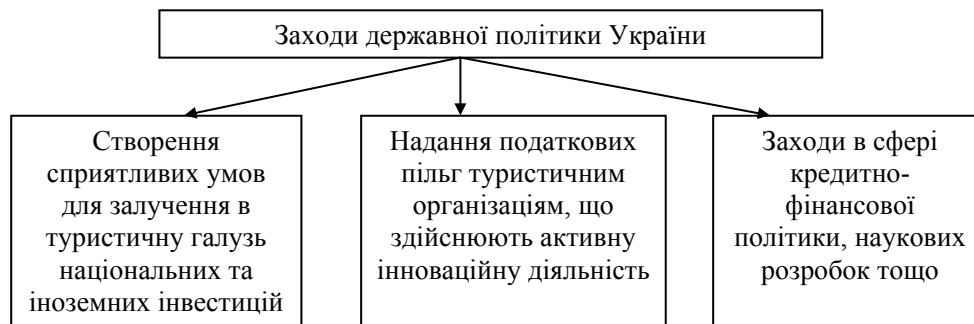 Заходи державної політики України
Створення
сприятливих умов
для залучення в
туристичну галузь
національних та
іноземних інвестицій
Надання податкових
пільг туристичним
організаціям, що
здійснюють активну
інноваційну діяльність
Заходи в сфері
кредитно-
фінансової
політики, наукових
розробок тощо